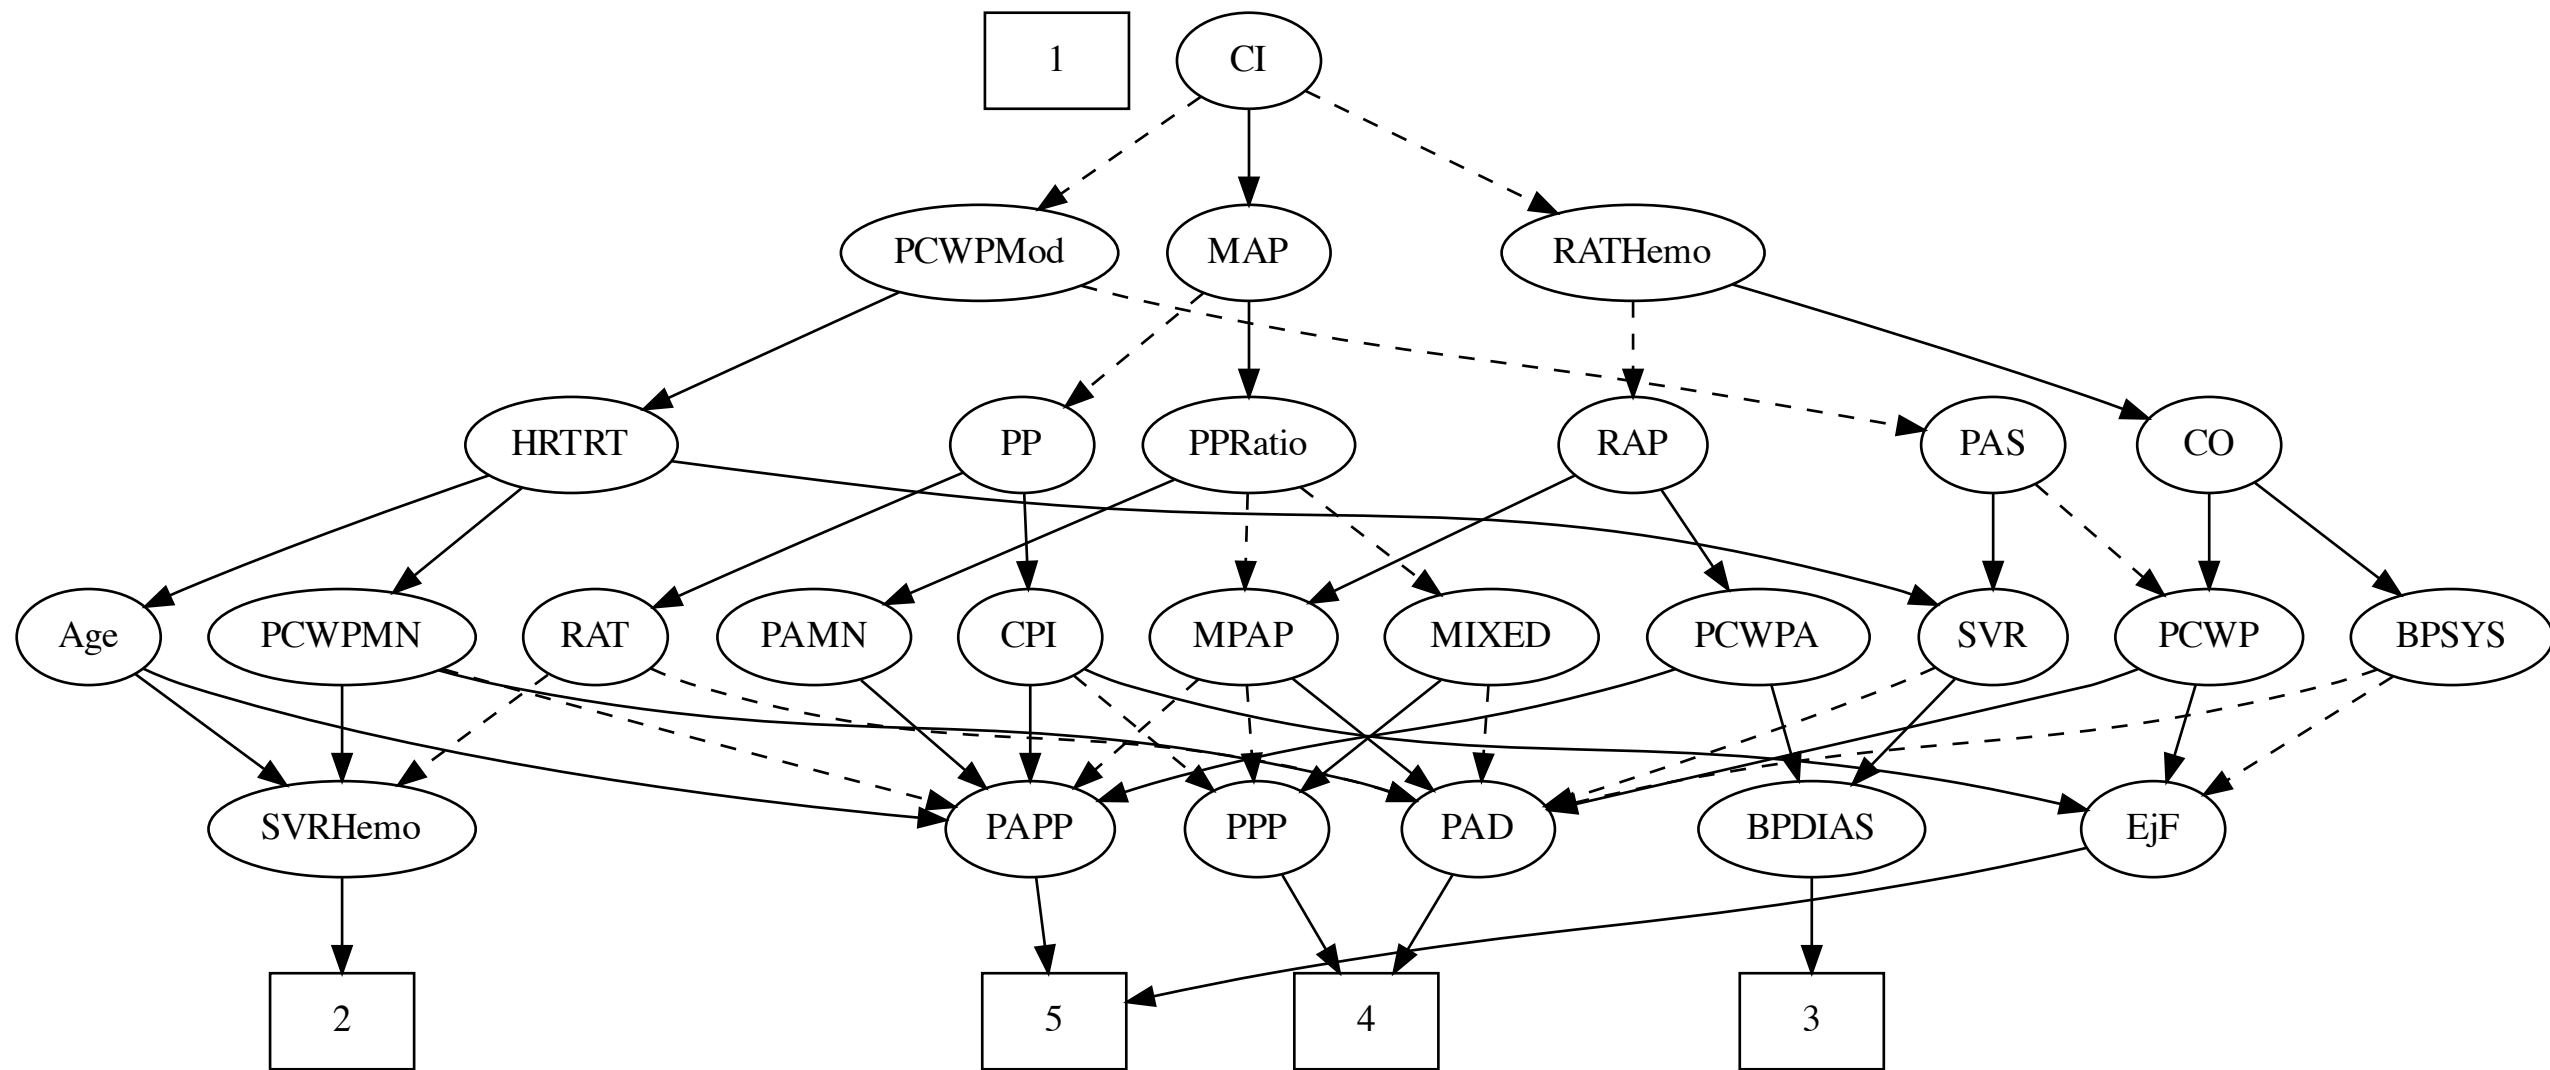 1
CI
PCWPMod
MAP
RATHemo
HRTRT
PP
PPRatio
RAP
PAS
CO
Age
PCWPMN
RAT
PAMN
CPI
MPAP
MIXED
PCWPA
SVR
PCWP
BPSYS
SVRHemo
PAPP
PPP
PAD
BPDIAS
EjF
2
5
4
3